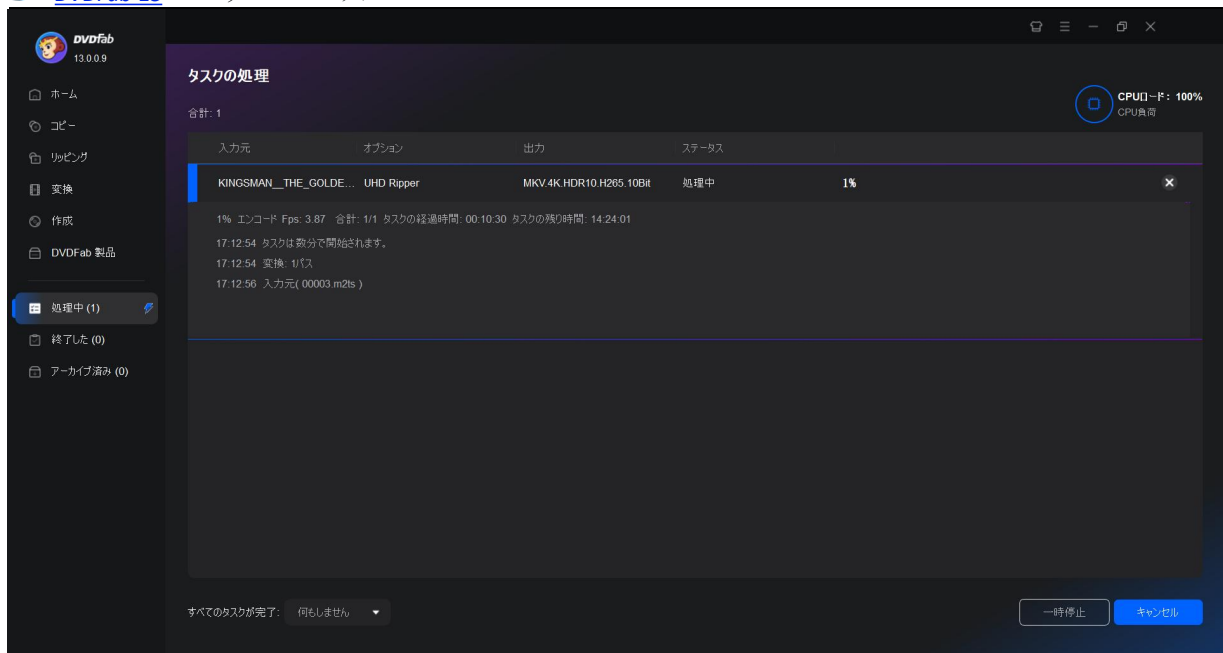 DVDFab
13.0.0.9
ホーム
コピー
リッピング
変換
作成
DVDFab 製品
処理中 (1)
終了した (0)
アーカイブ済み (0)
タスクの処理
合計: 1
CPUロード: 100%
CPU負荷
入力元 オプション 出力 ステータス
KINGSMAN__THE_GOLDE... UHD Ripper MKV.4K.HDR10.H265.10Bit 処理中 1%
1% エンコード Fps: 3.87 合計: 1/1 タスクの経過時間: 00:10:30 タスクの残り時間: 14:24:01
17:12:54 タスクは数分で開始されます。
17:12:54 変換: 1パス
17:12:56 入力元( 00003.m2ts )
すべてのタスクが完了: 何もしません
一時停止 キャンセル